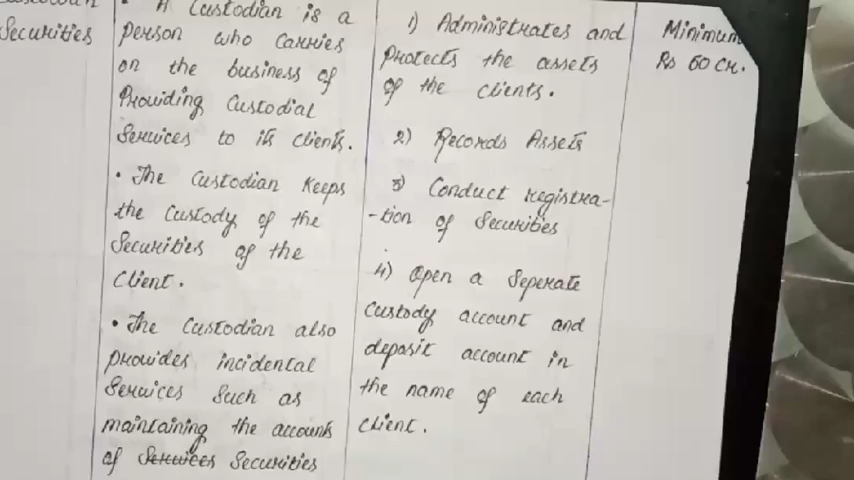 Securities
A Custodian is a
Person who carries
on the business of
Providing Custodial
Services to its clients.
• The Custodian keeps
the Custody of the
Securities of the
Client.
• The Custodian also
provides incidental
Services such as
maintaining the accounts
of Services Securities
1) Administrates and
Protects the assets
of the clients.
2) Records Assets
3) Conduct registra-
-tion of Securities
4) Open a Seperate
Custody account and
deposit account in
the name of each
client.
Minimum
Rs 50 Cr.